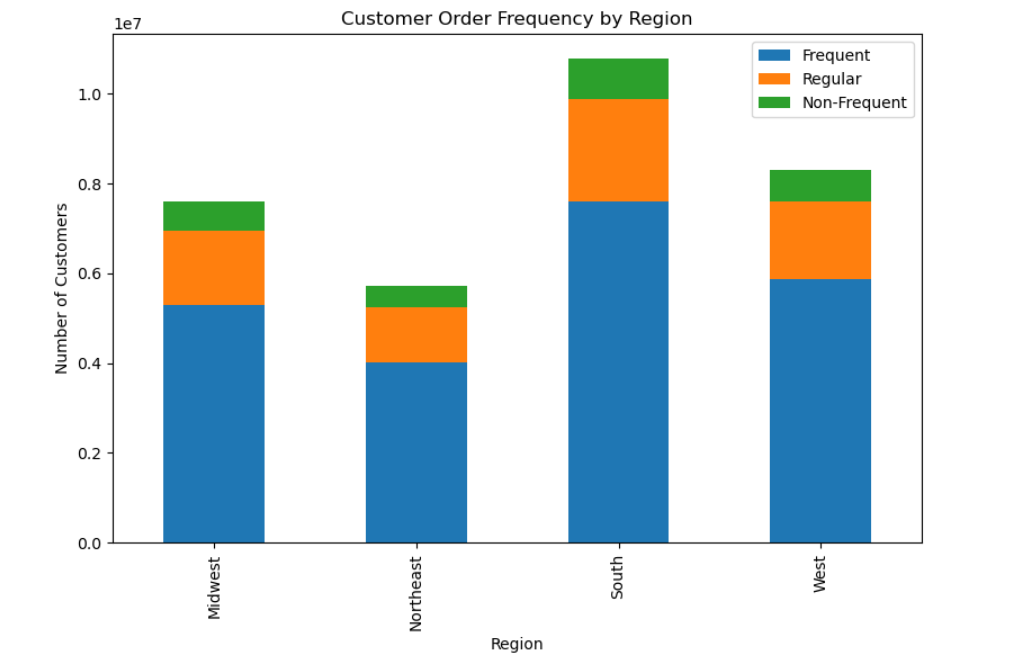 Customer Order Frequency by Region
1e7
Frequent
Regular
Non-Frequent
1.0
0.8
0.6
0.4
0.2
0.0
Number of Customers
Midwest
Northeast
South
West
Region